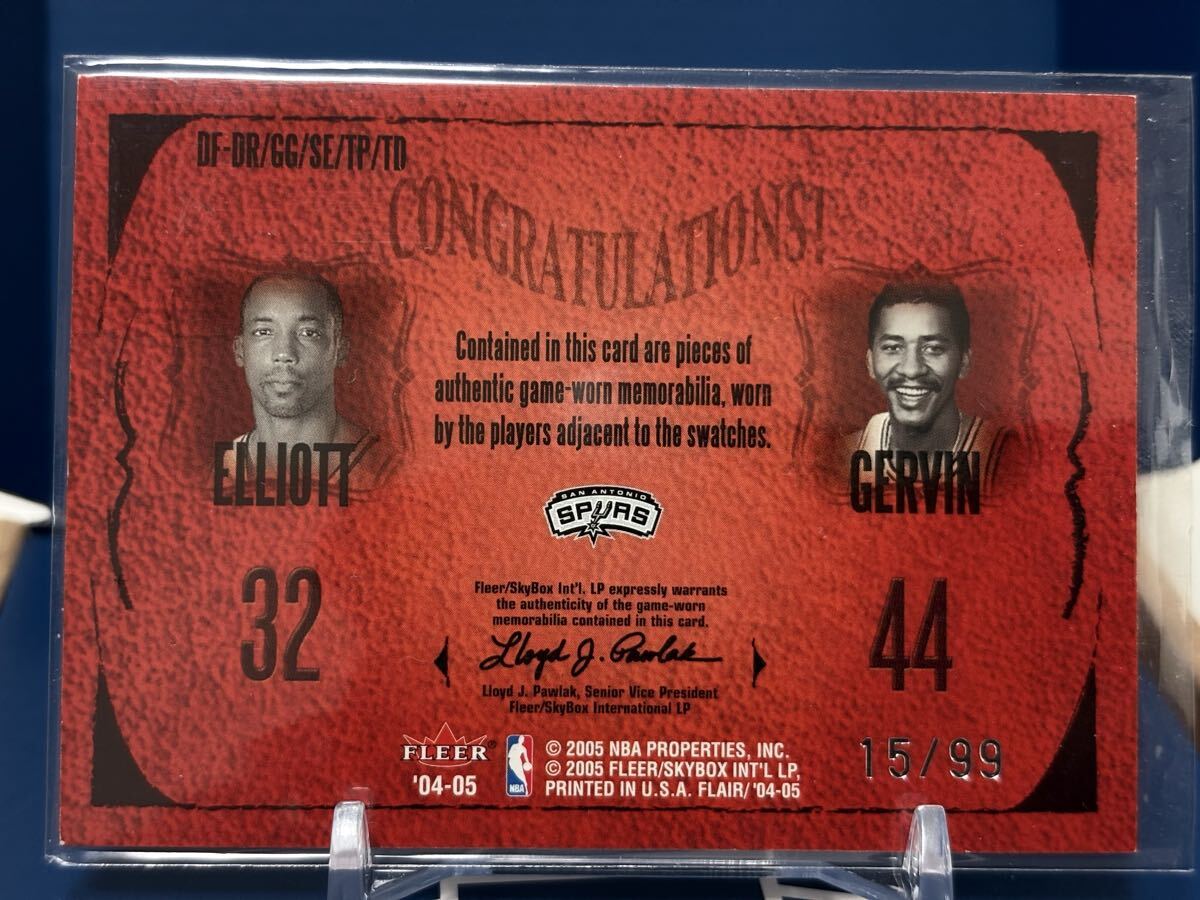 DF-DR/GG/SE/TP/TD
CONGRATULATIONS!
Contained in this card are pieces of
authentic game-worn memorabilia, worn
by the players adjacent to the swatches.
ELLIOTT
GERVIN
SAN ANTONIO
SPURS
32
44
Fleer/SkyBox Int'l. LP expressly warrants
the authenticity of the game-worn
memorabilia contained in this card.
Lloyd J. Pawlak
Lloyd J. Pawlak, Senior Vice President
Fleer/SkyBox International LP
FLEER®
'04-05
NBA
© 2005 NBA PROPERTIES, INC.
© 2005 FLEER/SKYBOX INT'L LP,
PRINTED IN U.S.A. FLAIR/ '04-05
15/99